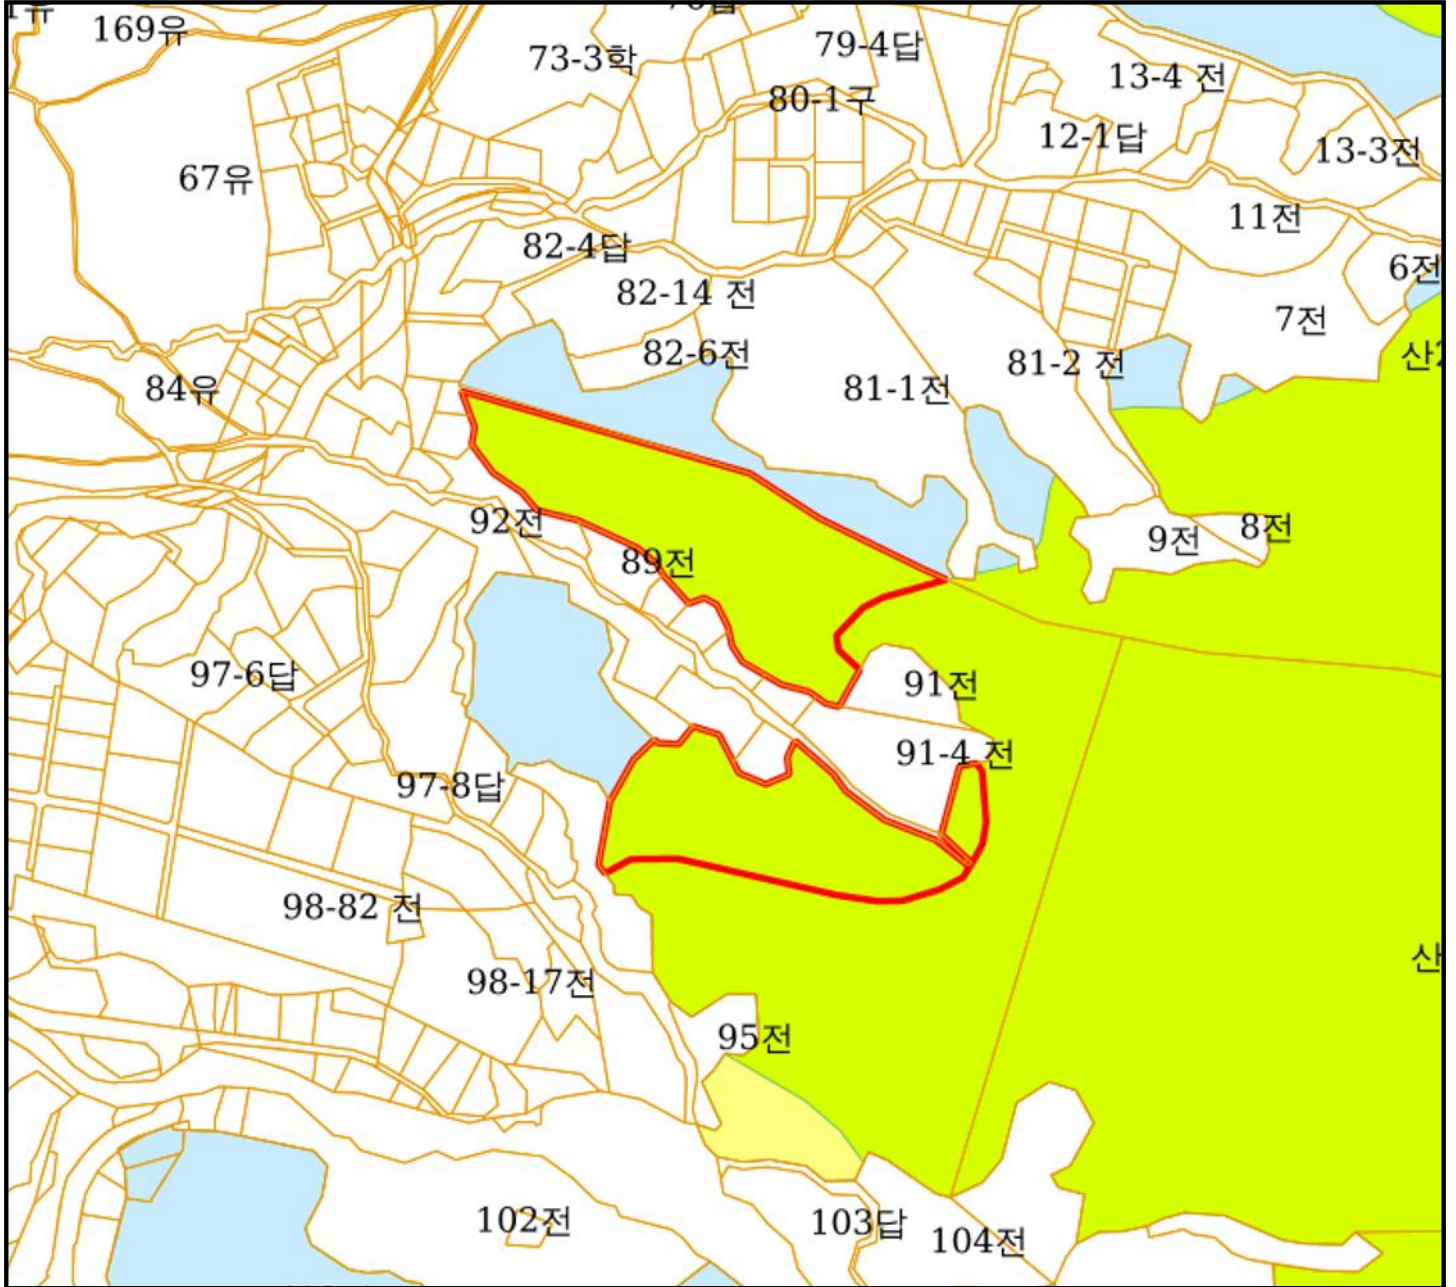 169유
73-3학
79-4답
13-4 전
80-1구
12-1답
13-3전
67유
11전
82-4답
6전
82-14 전
7전
82-6전
81-2 전
84유
81-1전
92전
8전
9전
89전
97-6답
91전
91-4 전
97-8답
98-82 전
산
98-17전
95전
102전
103답
104전